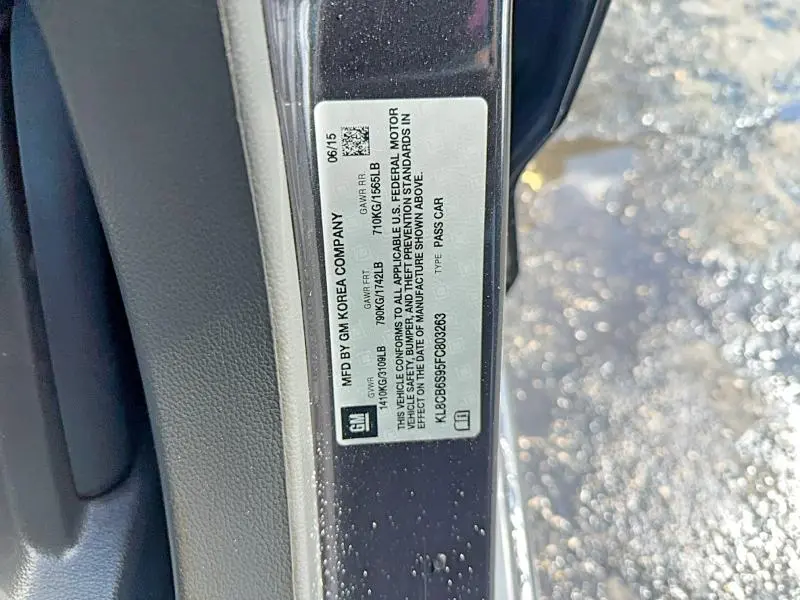 MFD BY GM KOREA COMPANY 06/15
GVWR GAWR FRT GAWR RR
1410KG/3109LB 790KG/1742LB 710KG/1565LB
THIS VEHICLE CONFORMS TO ALL APPLICABLE U.S. FEDERAL MOTOR
VEHICLE SAFETY, BUMPER, AND THEFT PREVENTION STANDARDS IN
EFFECT ON THE DATE OF MANUFACTURE SHOWN ABOVE.
KL8CB6S95FC803263 TYPE PASS CAR
GM